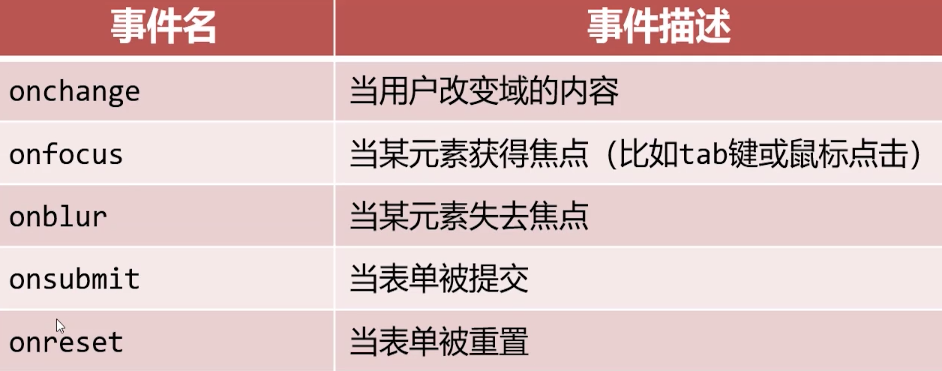 事件名 事件描述
onchange 当用户改变域的内容
onfocus 当某元素获得焦点（比如tab键或鼠标点击）
onblur 当某元素失去焦点
onsubmit 当表单被提交
onreset 当表单被重置